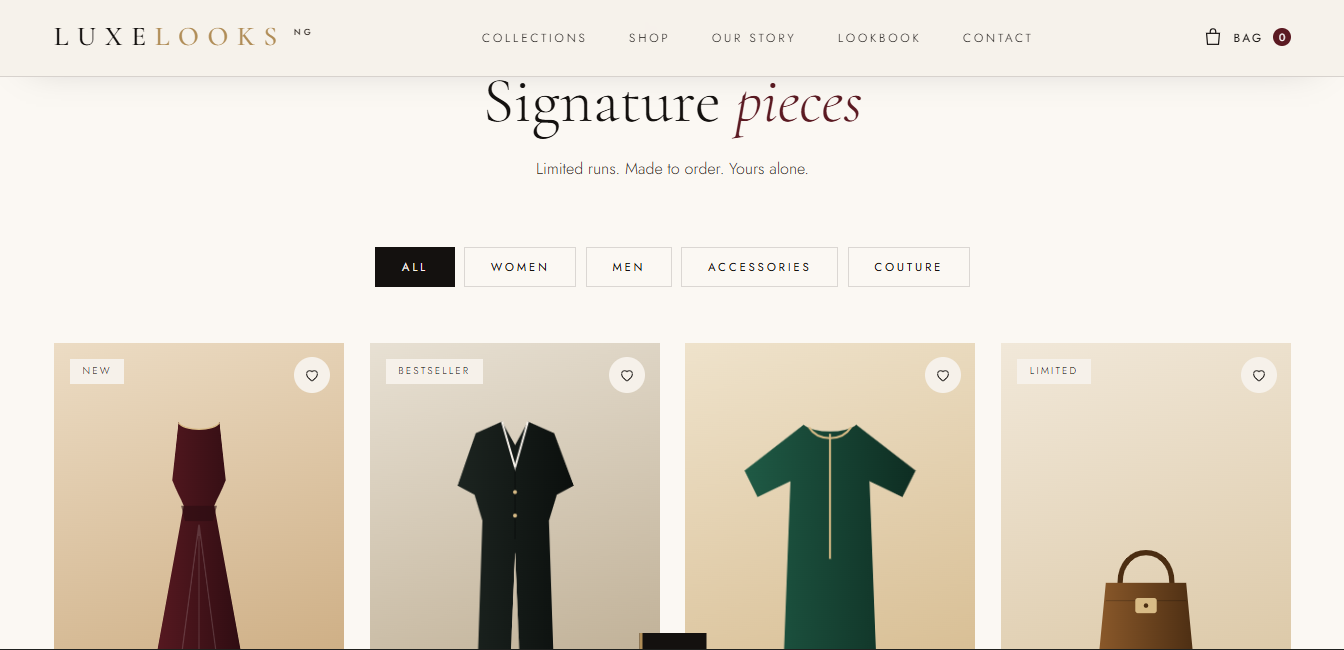 LUXELOOKS NG
COLLECTIONS SHOP OUR STORY LOOKBOOK CONTACT
BAG 0
Signature pieces
Limited runs. Made to order. Yours alone.
ALL WOMEN MEN ACCESSORIES COUTURE
NEW BESTSELLER LIMITED